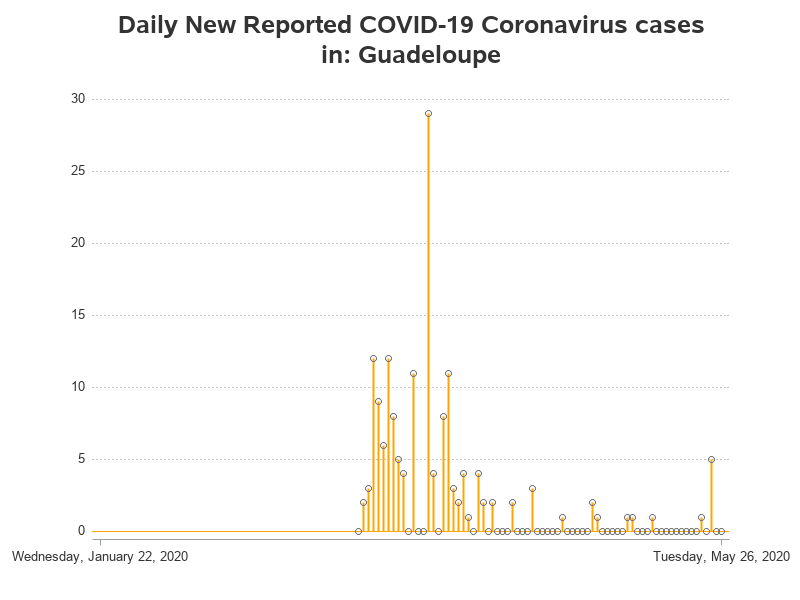 Daily New Reported COVID-19 Coronavirus cases
in: Guadeloupe
30
25
20
15
10
5
0
Wednesday, January 22, 2020 Tuesday, May 26, 2020